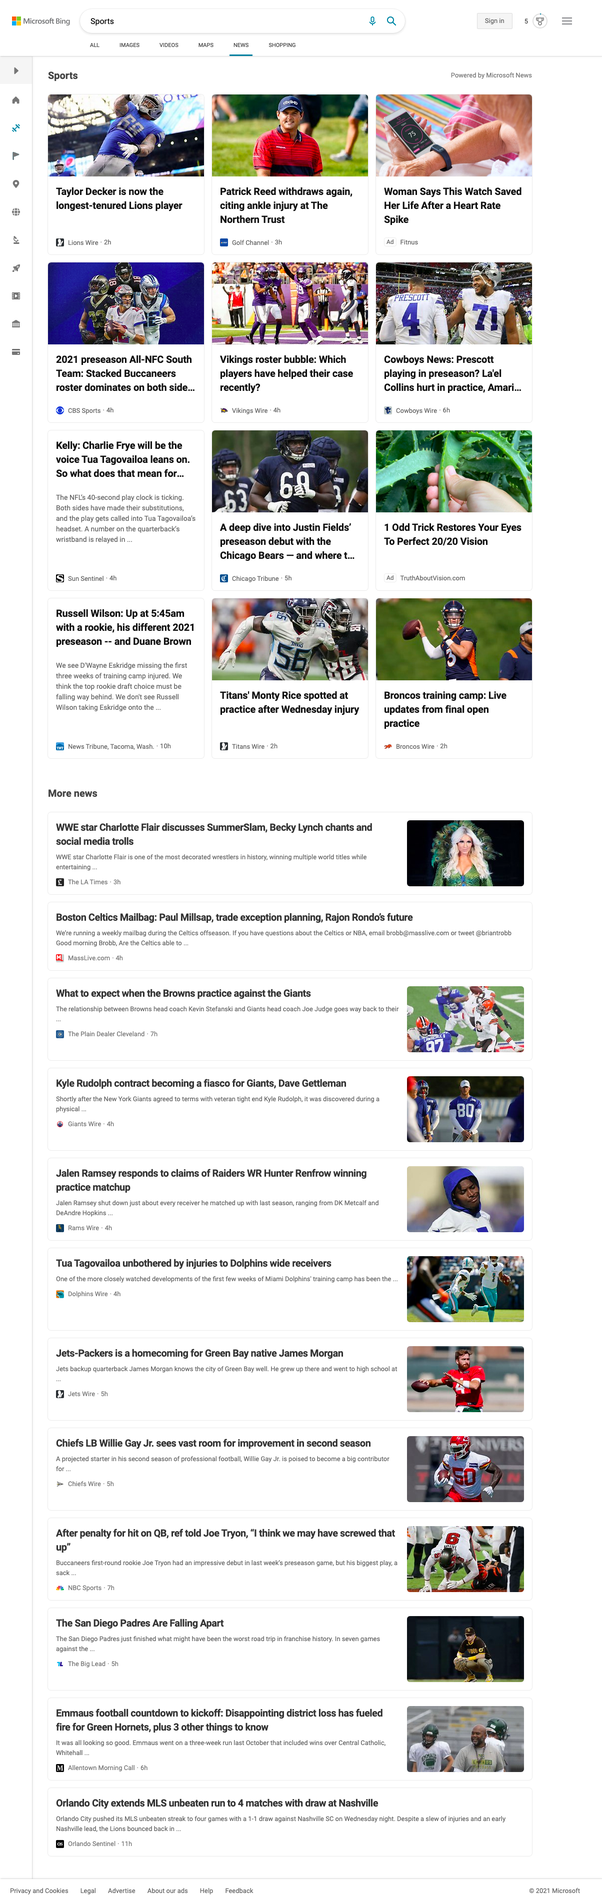 Microsoft Bing
Sports
Sign in
5
ALL IMAGES VIDEOS MAPS NEWS SHOPPING
Sports
Powered by Microsoft News
Taylor Decker is now the
longest-tenured Lions player
Lions Wire · 2h
Patrick Reed withdraws again,
citing ankle injury at The
Northern Trust
Golf Channel · 3h
75
Woman Says This Watch Saved
Her Life After a Heart Rate
Spike
Ad Fitnus
2021 preseason All-NFC South
Team: Stacked Buccaneers
roster dominates on both side...
CBS Sports · 4h
Vikings roster bubble: Which
players have helped their case
recently?
Vikings Wire · 4h
PRESCOTT
4
71
Cowboys News: Prescott
playing in preseason? La'el
Collins hurt in practice, Amari...
Cowboys Wire · 6h
Kelly: Charlie Frye will be the
voice Tua Tagovailoa leans on.
So what does that mean for...
The NFL's 40-second play clock is ticking.
Both sides have made their substitutions,
and the play gets called into Tua Tagovailoa's
headset. A number on the quarterback's
wristband is relayed in ...
Sun Sentinel · 4h
63
68
A deep dive into Justin Fields'
preseason debut with the
Chicago Bears — and where t...
Chicago Tribune · 5h
1 Odd Trick Restores Your Eyes
To Perfect 20/20 Vision
Ad TruthAboutVision.com
Russell Wilson: Up at 5:45am
with a rookie, his different 2021
preseason -- and Duane Brown
We see D'Wayne Eskridge missing the first
three weeks of training camp injured. We
think the top rookie draft choice must be
falling way behind. We don't see Russell
Wilson taking Eskridge onto the ...
News Tribune, Tacoma, Wash. · 10h
56
Titans' Monty Rice spotted at
practice after Wednesday injury
Titans Wire · 2h
Broncos training camp: Live
updates from final open
practice
Broncos Wire · 2h
More news
WWE star Charlotte Flair discusses SummerSlam, Becky Lynch chants and
social media trolls
WWE star Charlotte Flair is one of the most decorated wrestlers in history, winning multiple world titles while
entertaining ...
The LA Times · 3h
Boston Celtics Mailbag: Paul Millsap, trade exception planning, Rajon Rondo's future
We're running a weekly mailbag during the Celtics offseason. If you have questions about the Celtics or NBA, email brobb@masslive.com or tweet @briantrobb
Good morning Brobb, Are the Celtics able to ...
MassLive.com · 4h
What to expect when the Browns practice against the Giants
The relationship between Browns head coach Kevin Stefanski and Giants head coach Joe Judge goes way back to their
...
The Plain Dealer Cleveland · 7h
97
Kyle Rudolph contract becoming a fiasco for Giants, Dave Gettleman
Shortly after the New York Giants agreed to terms with veteran tight end Kyle Rudolph, it was discovered during a
physical ...
Giants Wire · 4h
80
Jalen Ramsey responds to claims of Raiders WR Hunter Renfrow winning
practice matchup
Jalen Ramsey shut down just about every receiver he matched up with last season, ranging from DK Metcalf and
DeAndre Hopkins ...
Rams Wire · 4h
Tua Tagovailoa unbothered by injuries to Dolphins wide receivers
One of the more closely watched developments of the first few weeks of Miami Dolphins' training camp has been the ...
Dolphins Wire · 4h
Jets-Packers is a homecoming for Green Bay native James Morgan
Jets backup quarterback James Morgan knows the city of Green Bay well. He grew up there and went to high school at
...
Jets Wire · 5h
Chiefs LB Willie Gay Jr. sees vast room for improvement in second season
A projected starter in his second season of professional football, Willie Gay Jr. is poised to become a big contributor
for ...
Chiefs Wire · 5h
50
After penalty for hit on QB, ref told Joe Tryon, "I think we may have screwed that
up"
Buccaneers first-round rookie Joe Tryon had an impressive debut in last week's preseason game, but his biggest play, a
sack ...
NBC Sports · 7h
6
The San Diego Padres Are Falling Apart
The San Diego Padres just finished what might have been the worst road trip in franchise history. In seven games
against the ...
The Big Lead · 5h
Emmaus football countdown to kickoff: Disappointing district loss has fueled
fire for Green Hornets, plus 3 other things to know
It was all looking so good. Emmaus went on a three-week run last October that included wins over Central Catholic,
Whitehall ...
Allentown Morning Call · 6h
Orlando City extends MLS unbeaten run to 4 matches with draw at Nashville
Orlando City pushed its MLS unbeaten streak to four games with a 1-1 draw against Nashville SC on Wednesday night. Despite a slew of injuries and an early
Nashville lead, the Lions bounced back in ...
Orlando Sentinel · 11h
Privacy and Cookies Legal Advertise About our ads Help Feedback © 2021 Microsoft